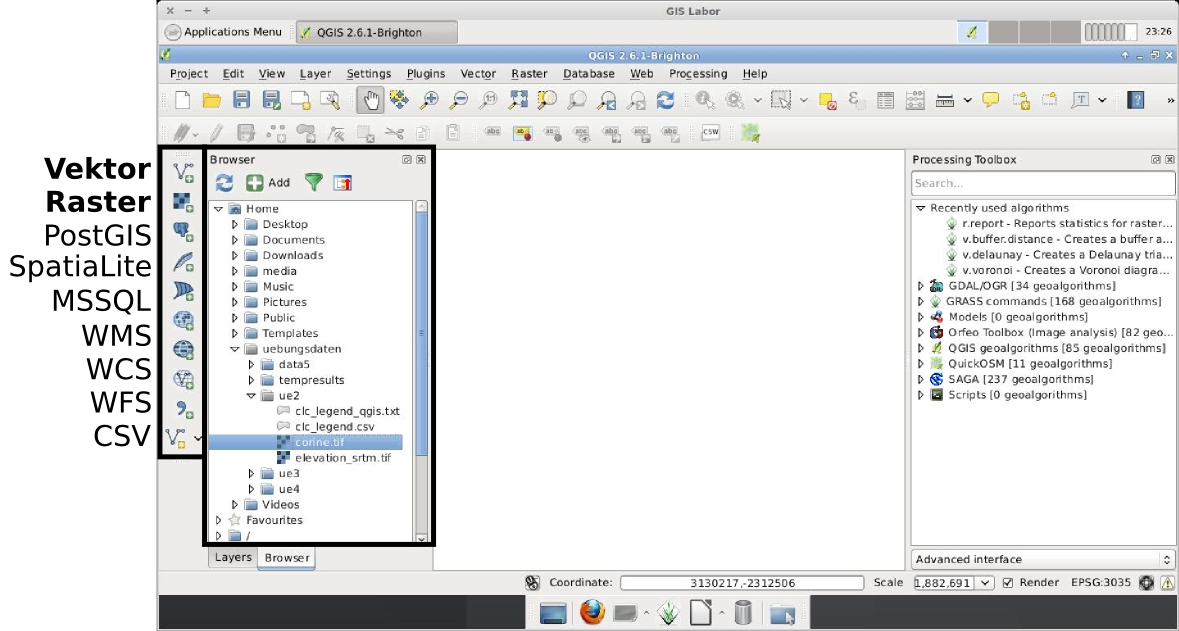 GIS Labor
Applications Menu
QGIS 2.6.1-Brighton
23:26
QGIS 2.6.1-Brighton
Project Edit View Layer Settings Plugins Vector Raster Database Web Processing Help
abc
CSW
»
Vektor
Raster
PostGIS
SpatiaLite
MSSQL
WMS
WCS
WFS
CSV
Browser
Add
Home
Desktop
Documents
Downloads
media
Music
Pictures
Public
Templates
uebungsdaten
data5
tempresults
ue2
clc_legend_qgis.txt
clc_legend.csv
corine.tif
elevation_srtm.tif
ue3
ue4
Videos
Favourites
/
Layers Browser
Processing Toolbox
Search...
Recently used algorithms
r.report - Reports statistics for raster...
v.buffer.distance - Creates a buffer a...
v.delaunay - Creates a Delaunay tria...
v.voronoi - Creates a Voronoi diagra...
GDAL/OGR [34 geoalgorithms]
GRASS commands [168 geoalgorithms]
Models [0 geoalgorithms]
Orfeo Toolbox (Image analysis) [82 geo...
QGIS geoalgorithms [85 geoalgorithms]
QuickOSM [11 geoalgorithms]
SAGA [237 geoalgorithms]
Scripts [0 geoalgorithms]
Advanced interface
Coordinate: 3130217,-2312506 Scale 1,882,691 Render EPSG:3035